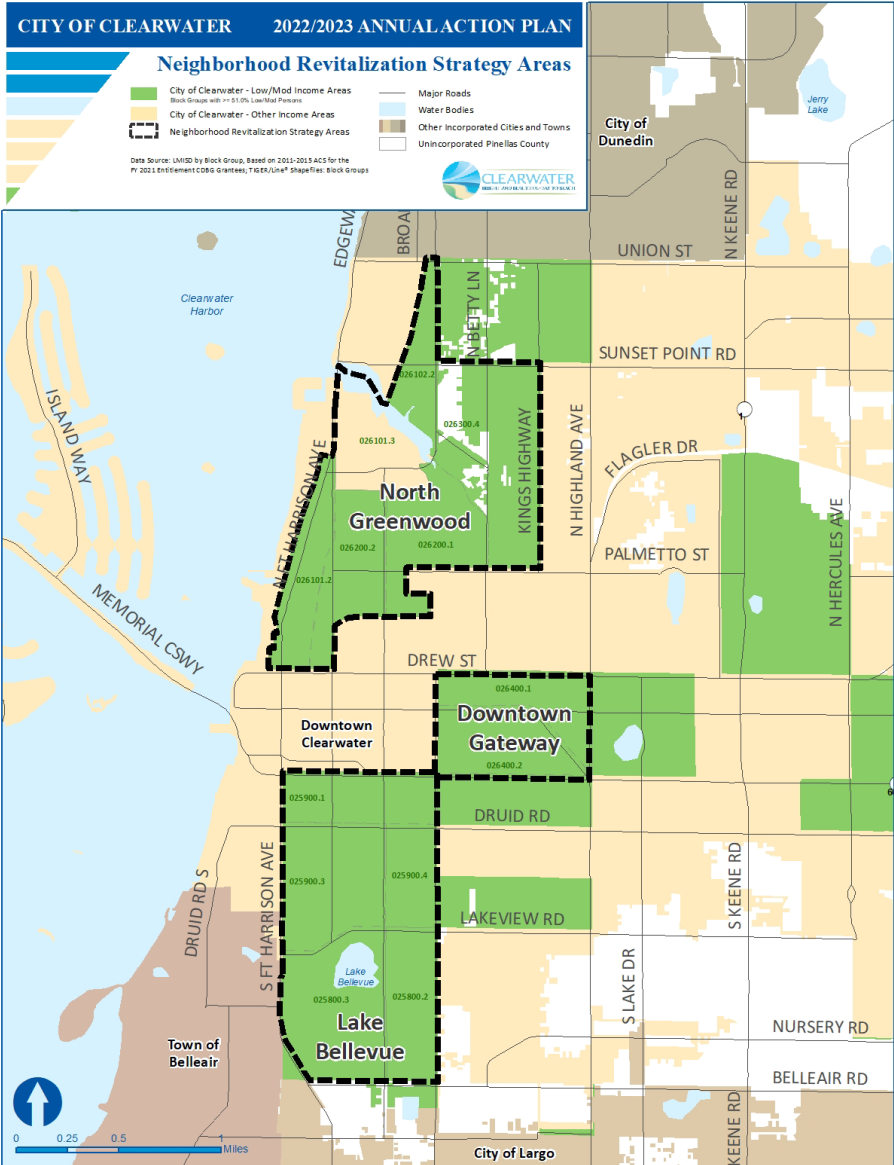 CITY OF CLEARWATER 2022/2023 ANNUAL ACTION PLAN
Neighborhood Revitalization Strategy Areas
City of Clearwater - Low/Mod Income Areas
Block Groups with >= 51.0% Low/Mod Persons
City of Clearwater - Other Income Areas
Neighborhood Revitalization Strategy Areas
Major Roads
Water Bodies
Other Incorporated Cities and Towns
Unincorporated Pinellas County
Data Source: LMISD by Block Group, Based on 2011-2015 ACS for the
FY 2021 Entitlement CDBG Grantees; TIGER/Line® Shapefiles: Block Groups
CLEARWATER
City of
Dunedin
Jerry
Lake
N KEENE RD
EDGEWA
BROA
UNION ST
Clearwater
Harbor
N BETTY LN
SUNSET POINT RD
026102.2
ISLAND WAY
026300.4
1
026101.3
KINGS HIGHWAY
N HIGHLAND AVE
FLAGLER DR
N FT HARRISON AVE
North
Greenwood
N HERCULES AVE
026200.2
026200.1
PALMETTO ST
026101.2
MEMORIAL CSWY
DREW ST
026400.1
Downtown
Gateway
Downtown
Clearwater
026400.2
025900.1
6
DRUID RD
025900.3
025900.4
S KEENE RD
DRUID RD S
S FT HARRISON AVE
LAKEVIEW RD
Lake
Bellevue
025800.3
025800.2
S LAKE DR
Lake
Bellevue
NURSERY RD
Town of
Belleair
BELLEAIR RD
KEENE RD
0 0.25 0.5 1
Miles
City of Largo